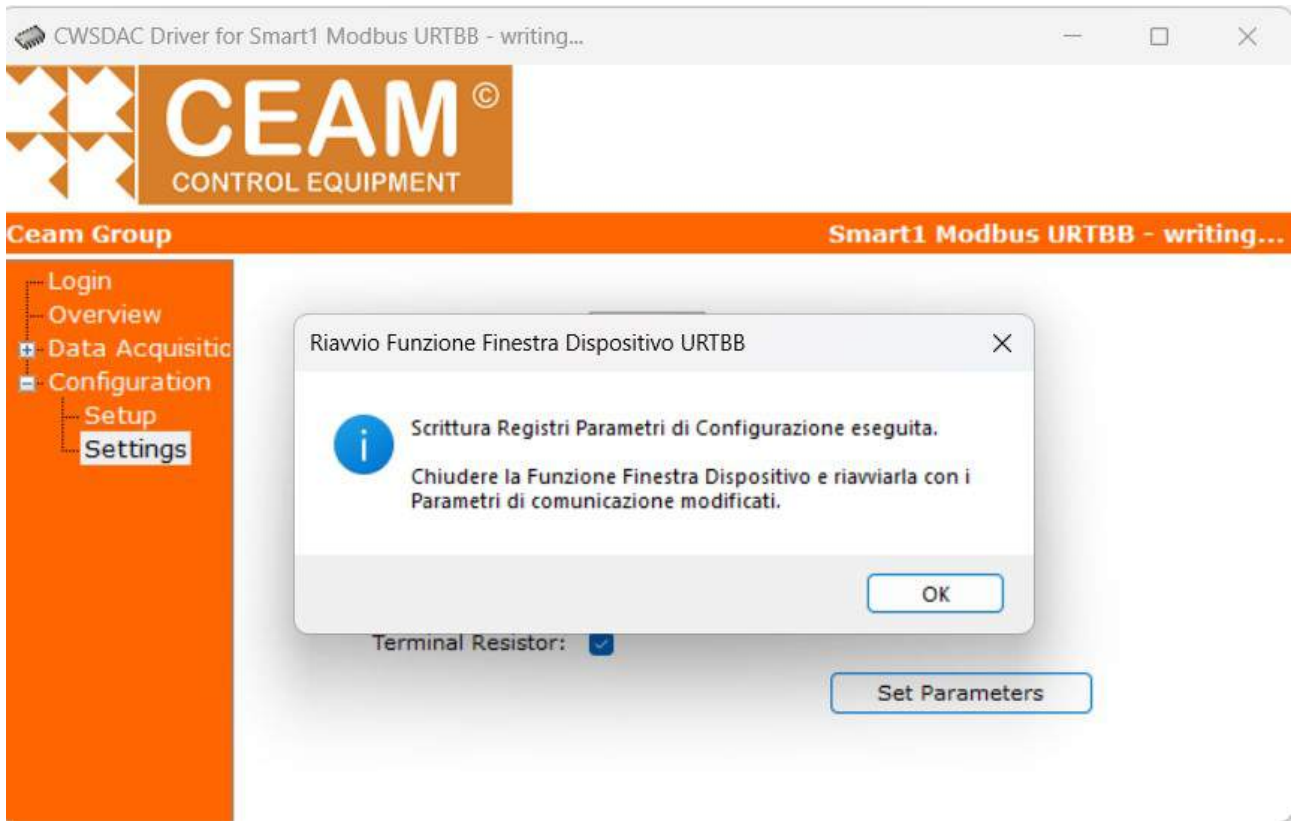 CWSDAC Driver for Smart1 Modbus URTBB - writing...
CEAM ©
CONTROL EQUIPMENT
Ceam Group
Smart1 Modbus URTBB - writing...
Login
Overview
Data Acquisitic
Configuration
Setup
Settings
Riavvio Funzione Finestra Dispositivo URTBB
Scrittura Registri Parametri di Configurazione eseguita.
Chiudere la Funzione Finestra Dispositivo e riavviarla con i
Parametri di comunicazione modificati.
OK
Terminal Resistor:
Set Parameters